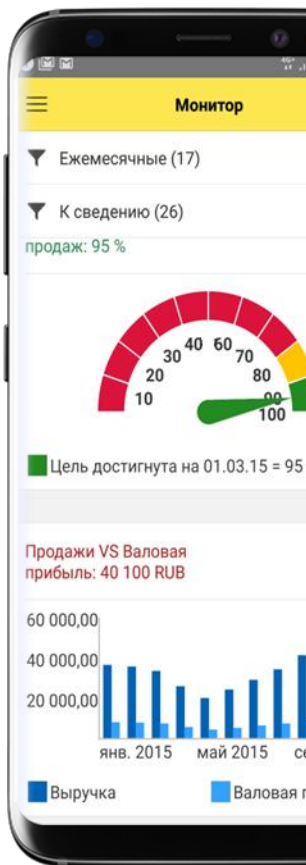 4G+
Монитор
Ежемесячные (17)
К сведению (26)
продаж: 95 %
10
20
30
40
60
70
80
90
100
Цель достигнута на 01.03.15 = 95
Продажи VS Валовая
прибыль: 40 100 RUB
60 000,00
40 000,00
20 000,00
янв. 2015 май 2015 се
Выручка Валовая п